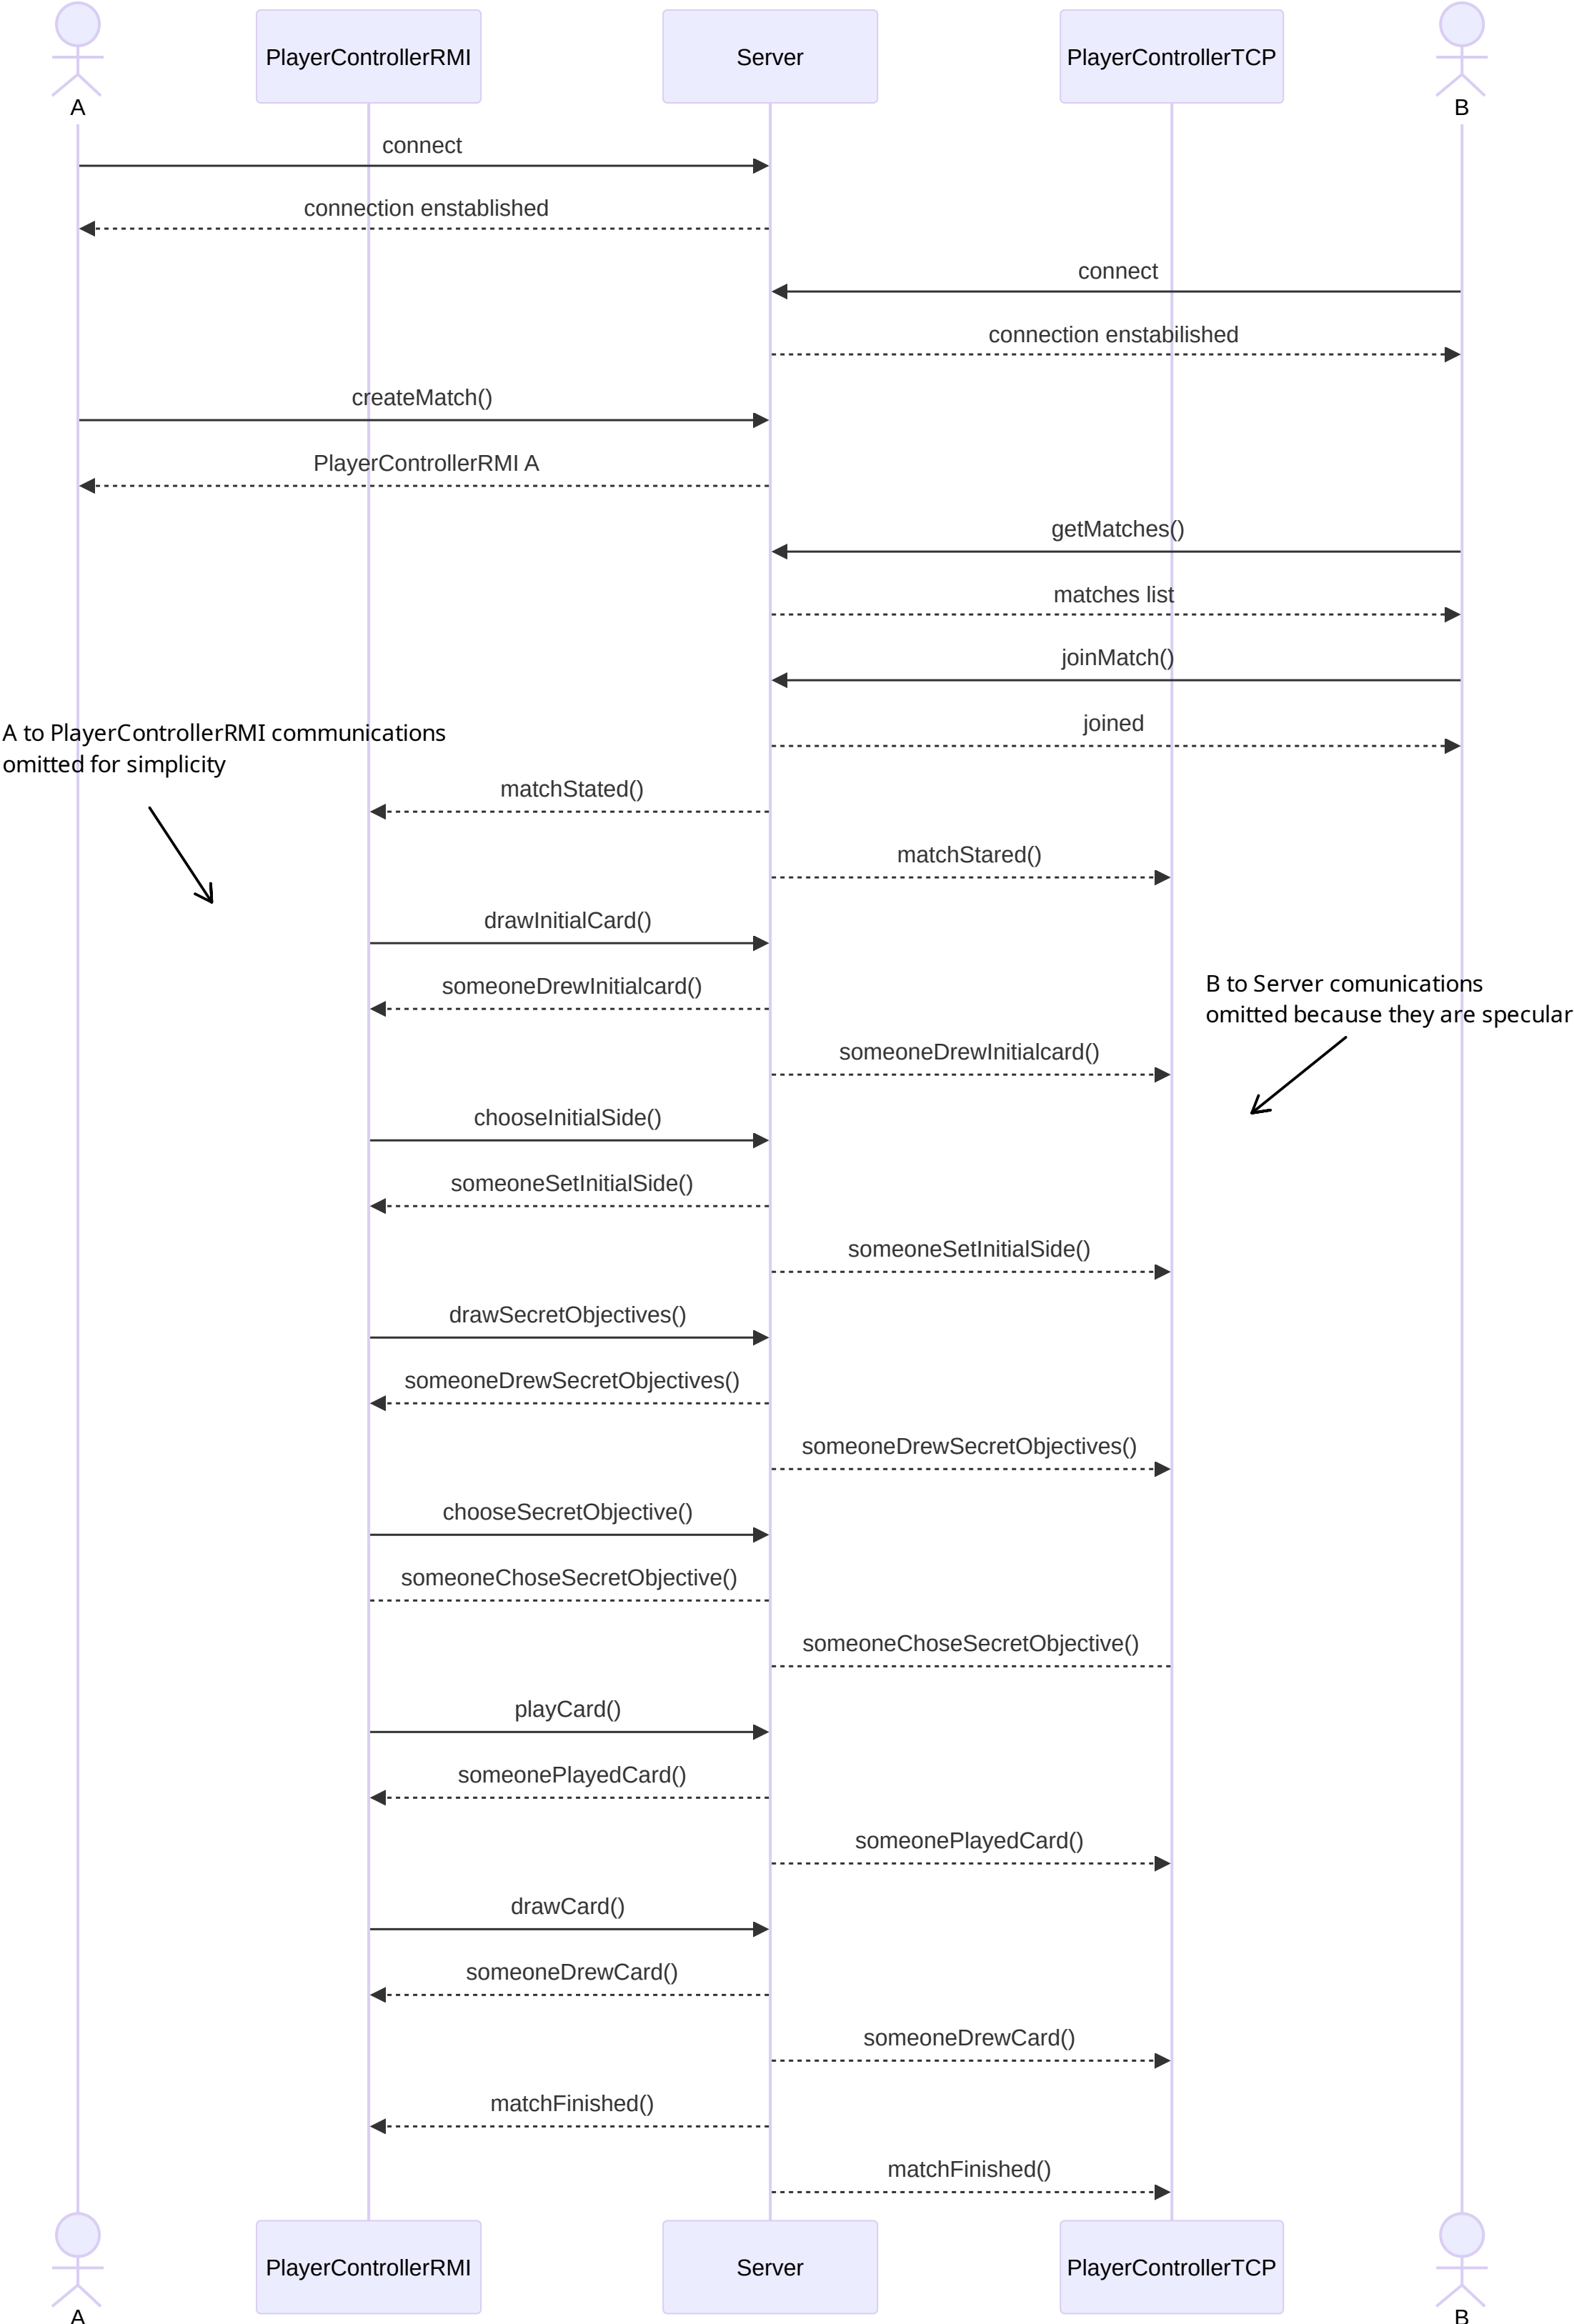 A
PlayerControllerRMI
Server
PlayerControllerTCP
B
connect
connection enstablished
connect
connection enstabilished
createMatch()
PlayerControllerRMI A
getMatches()
matches list
joinMatch()
joined
A to PlayerControllerRMI communications
omitted for simplicity
matchStated()
matchStared()
drawInitialCard()
someoneDrewInitialcard()
B to Server comunications
omitted because they are specular
someoneDrewInitialcard()
chooseInitialSide()
someoneSetInitialSide()
someoneSetInitialSide()
drawSecretObjectives()
someoneDrewSecretObjectives()
someoneDrewSecretObjectives()
chooseSecretObjective()
someoneChoseSecretObjective()
someoneChoseSecretObjective()
playCard()
someonePlayedCard()
someonePlayedCard()
drawCard()
someoneDrewCard()
someoneDrewCard()
matchFinished()
matchFinished()
PlayerControllerRMI
Server
PlayerControllerTCP
A
B